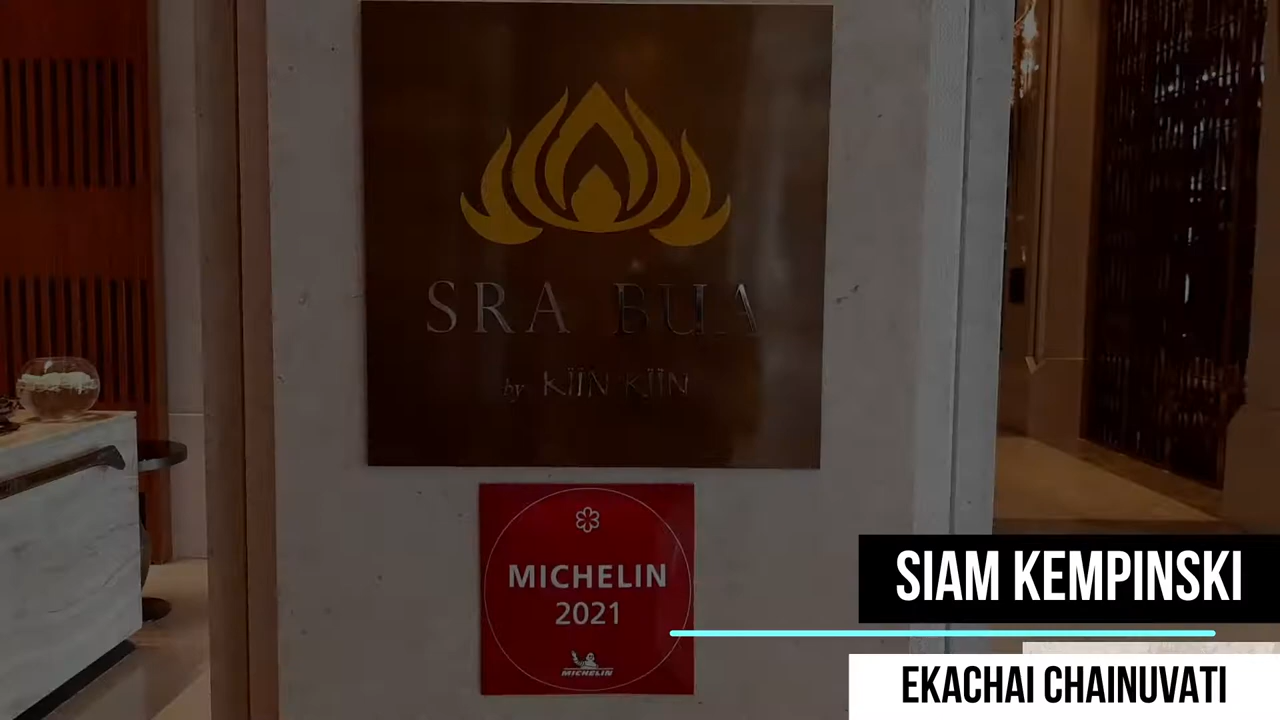 SRA BUA
by KIIN KIIN
MICHELIN
2021
MICHELIN
SIAM KEMPINSKI
EKACHAI CHAINUVATI